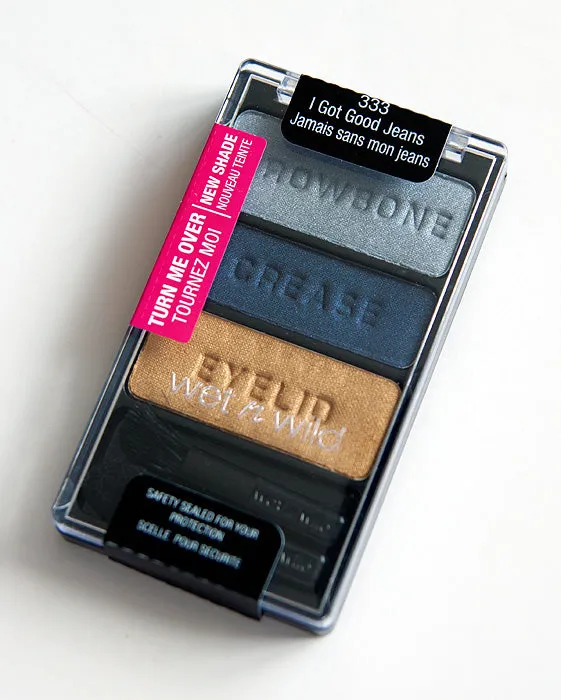 333
I Got Good Jeans
Jamais sans mon jeans
TURN ME OVER | NEW SHADE
TOURNEZ MOI | NOUVEAU TEINTE
ROWBONE
CREASE
EYELID
wet n wild
SAFETY SEALED FOR YOUR
PROTECTION
SCELLE POUR SECURITE